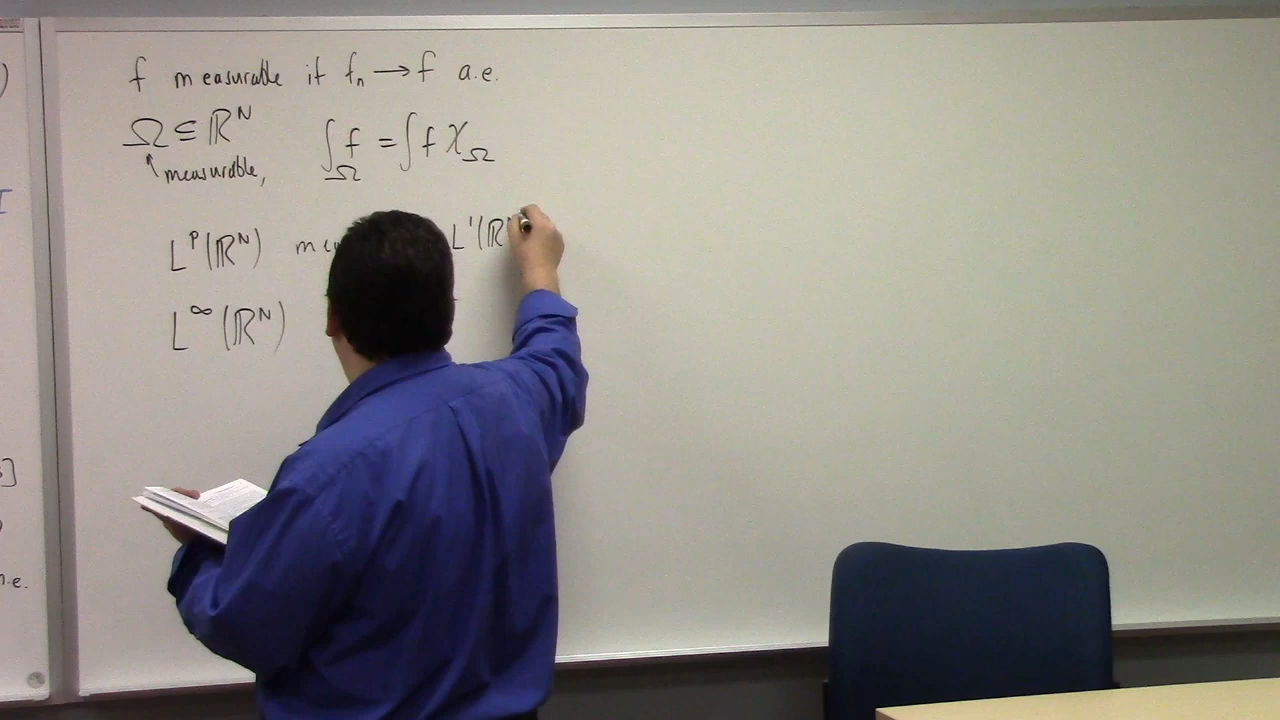 f measurable if fₙ → f a.e.
Ω ⊆ ℝᴺ ∫_Ω f = ∫ f χ_Ω
↑ measurable,
Lᵖ(ℝᴺ) L¹(ℝ
L^∞(ℝᴺ)